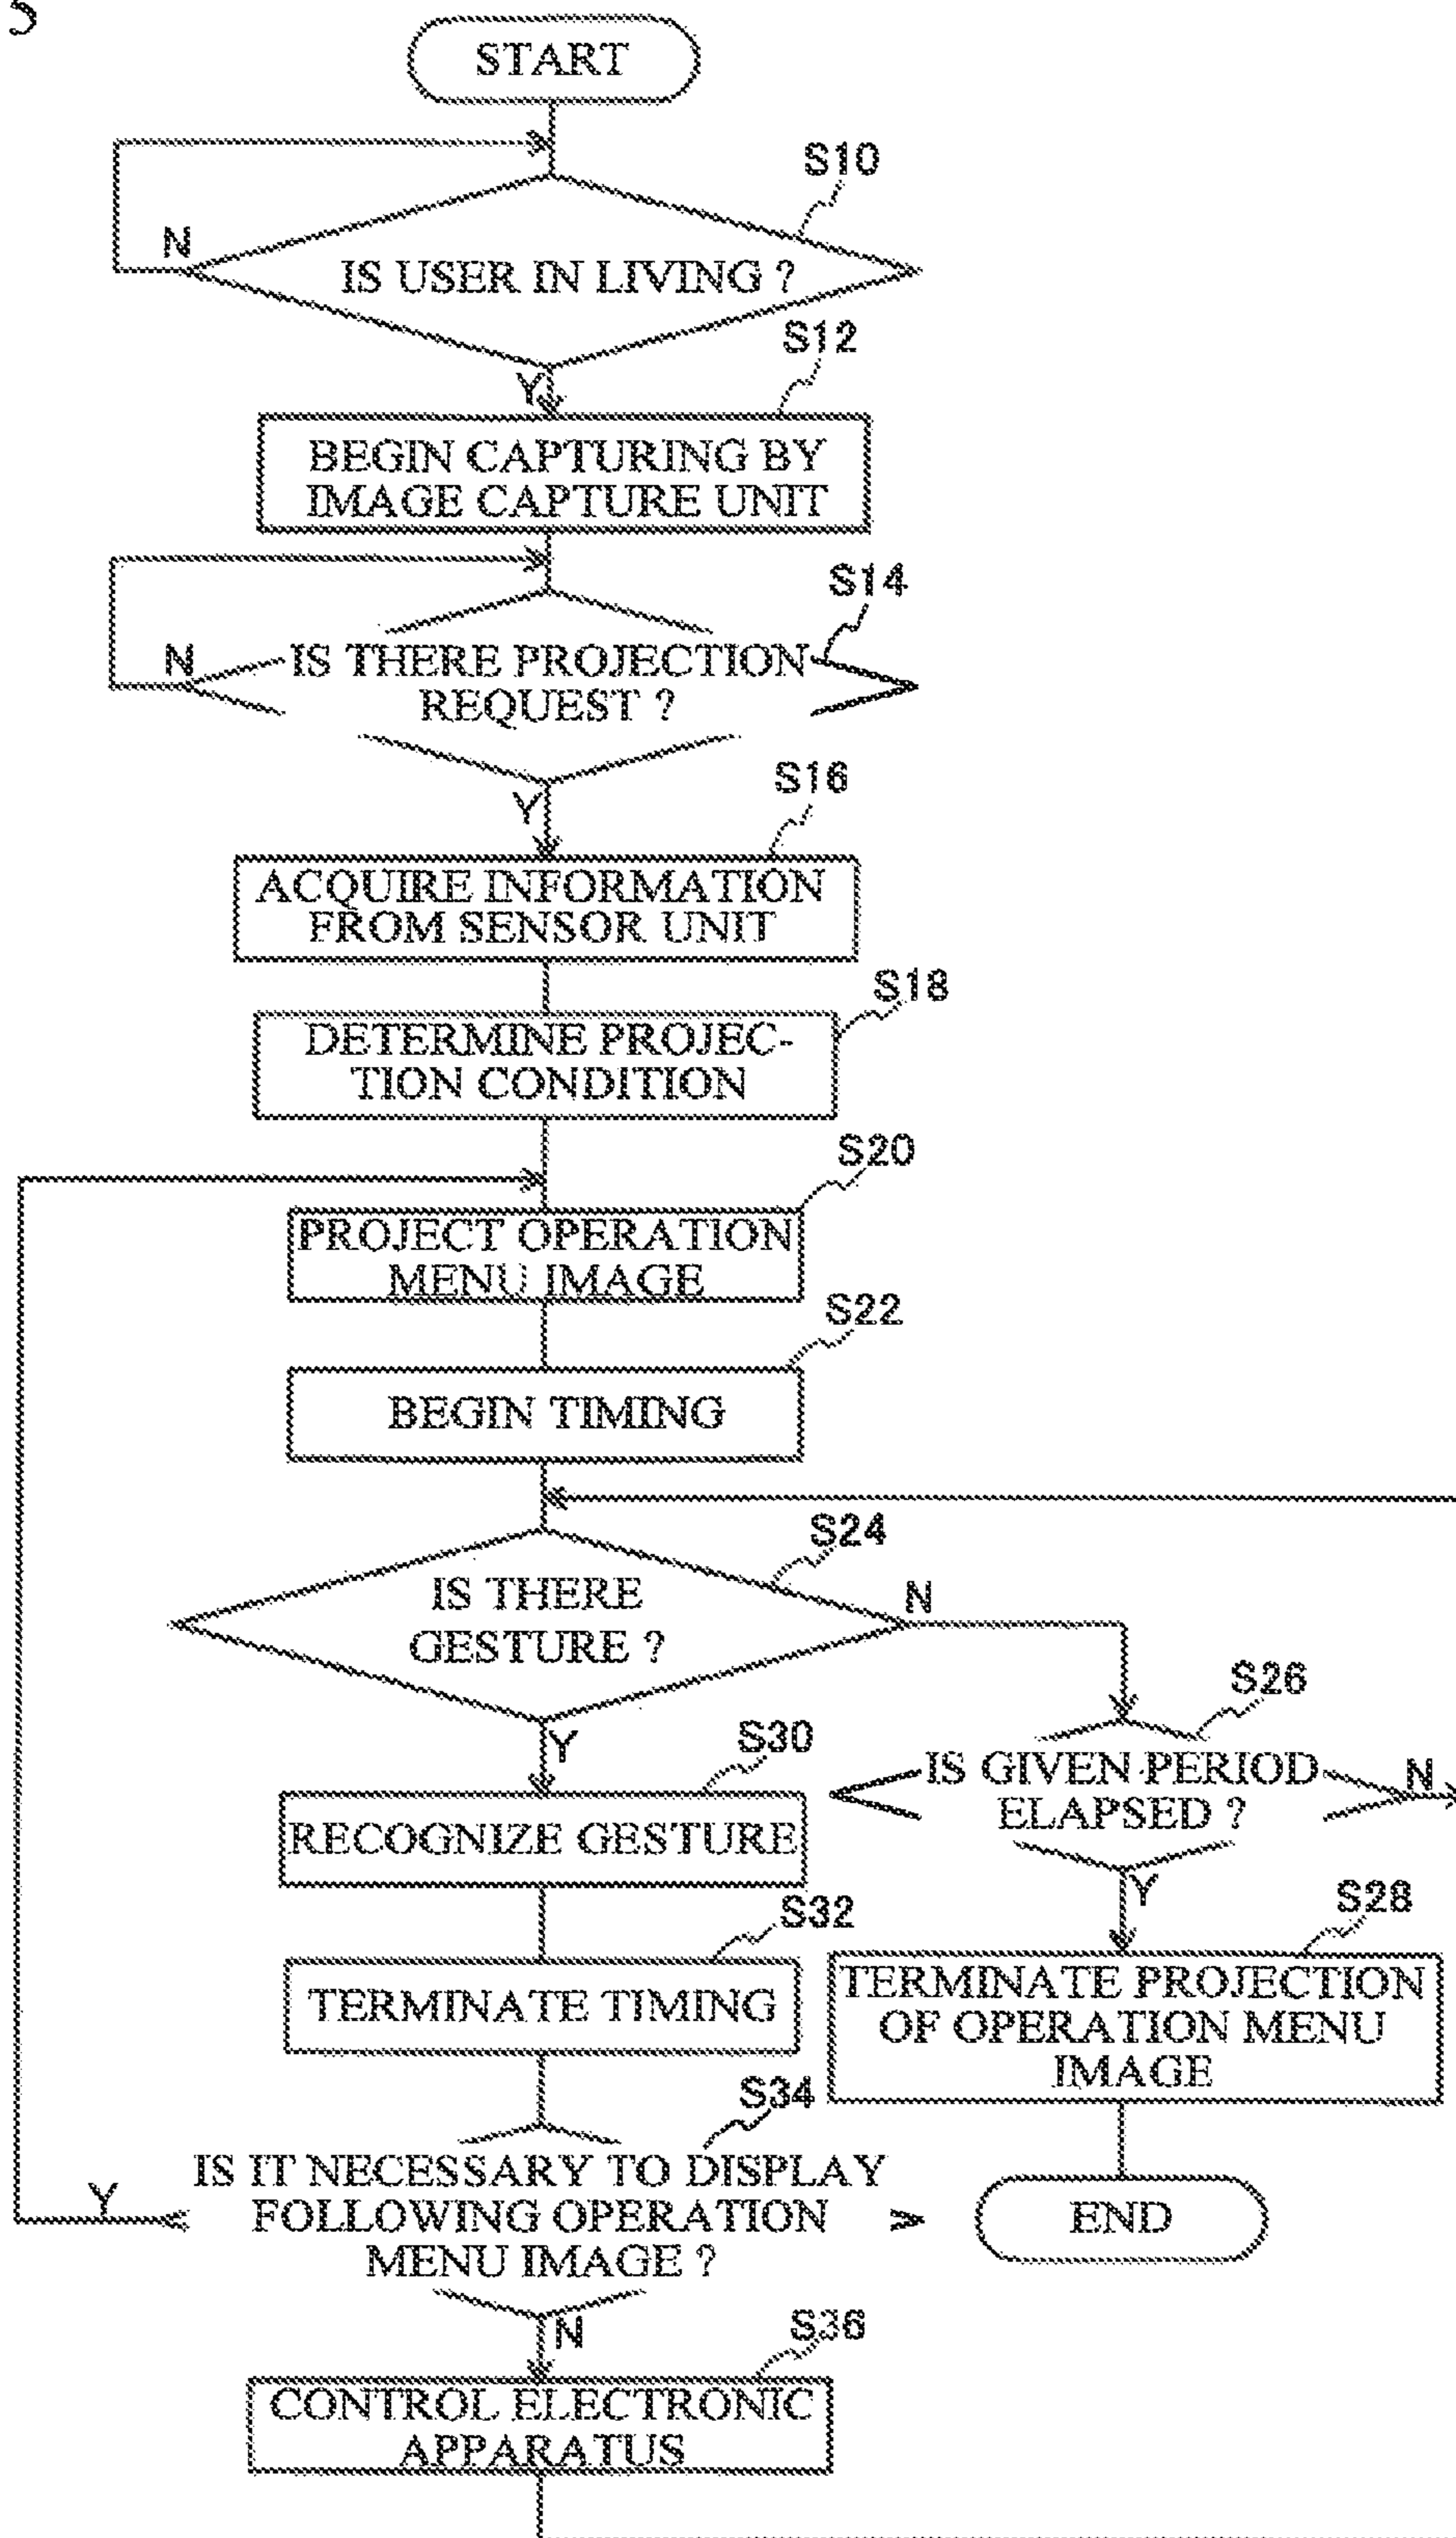 5
START
S10
N
IS USER IN LIVING ?
S12
Y
BEGIN CAPTURING BY
IMAGE CAPTURE UNIT
S14
N
IS THERE PROJECTION
REQUEST ?
S16
Y
ACQUIRE INFORMATION
FROM SENSOR UNIT
S18
DETERMINE PROJEC-
TION CONDITION
S20
PROJECT OPERATION
MENU IMAGE
S22
BEGIN TIMING
S24
IS THERE
GESTURE ?
N
S26
Y
S30
IS GIVEN PERIOD
ELAPSED ?
N
RECOGNIZE GESTURE
Y
S28
S32
TERMINATE TIMING
TERMINATE PROJECTION
OF OPERATION MENU
IMAGE
S34
IS IT NECESSARY TO DISPLAY
FOLLOWING OPERATION
MENU IMAGE ?
Y
END
N
S36
CONTROL ELECTRONIC
APPARATUS